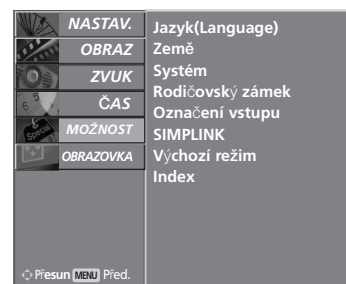 NASTAV.
OBRAZ
ZVUK
ČAS
MOŽNOST
OBRAZOVKA
Přesun MENU Před.
Jazyk(Language)
Země
Systém
Rodičovský zámek
Označení vstupu
SIMPLINK
Výchozí režim
Index